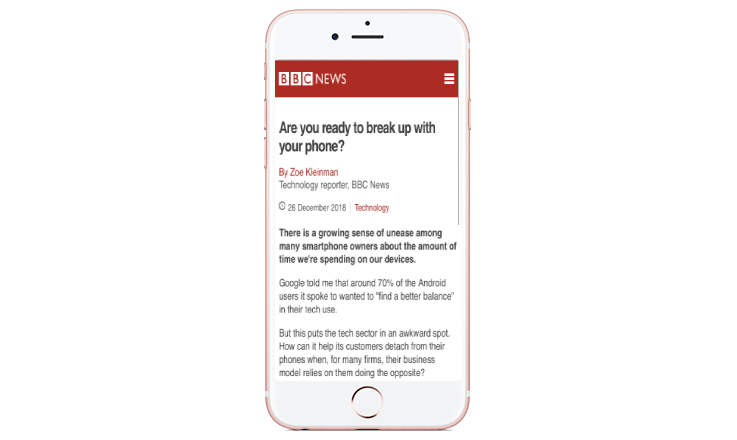 BBC NEWS
Are you ready to break up with
your phone?
By Zoe Kleinman
Technology reporter, BBC News
26 December 2018 Technology
There is a growing sense of unease among
many smartphone owners about the amount of
time we're spending on our devices.
Google told me that around 70% of the Android
users it spoke to wanted to "find a better balance"
in their tech use.
But this puts the tech sector in an awkward spot.
How can it help its customers detach from their
phones when, for many firms, their business
model relies on them doing the opposite?